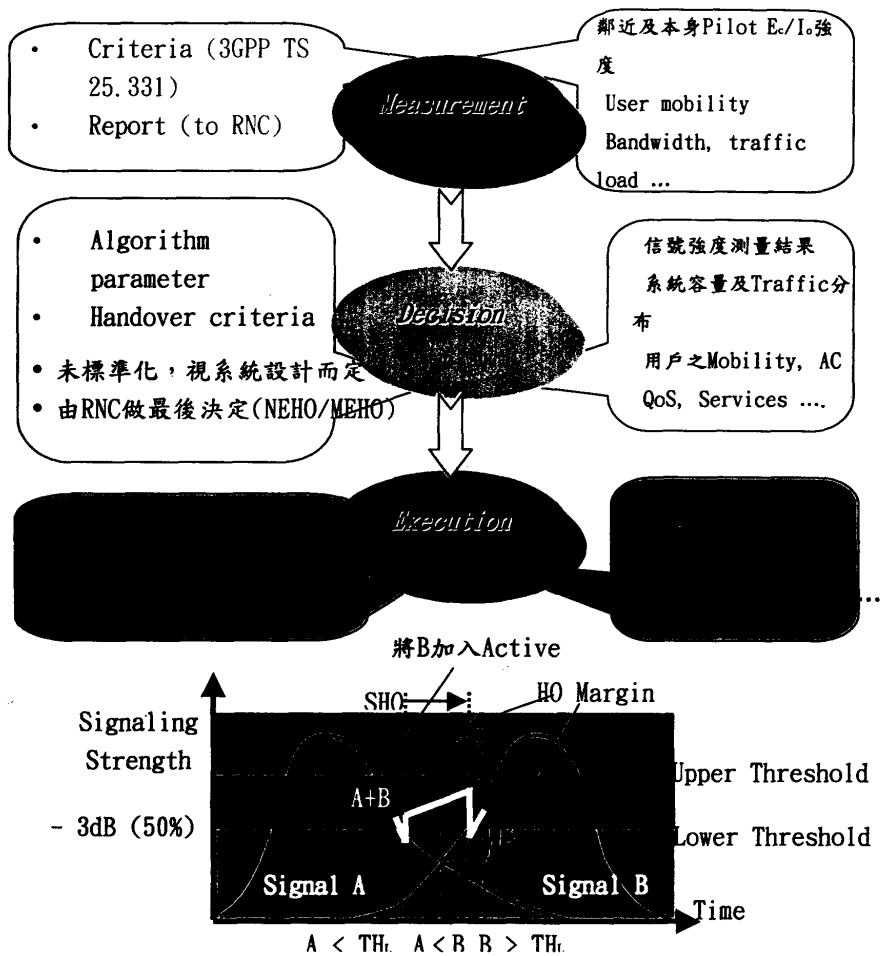 • Criteria (3GPP TS
25.331)
• Report (to RNC)
Measurement
鄰近及本身Pilot Ec/Io強
度
User mobility
Bandwidth, traffic
load ...
• Algorithm
parameter
• Handover criteria
• 未標準化，視系統設計而定
• 由RNC做最後決定(NEHO/MEHO)
Decision
信號強度測量結果
系統容量及Traffic分
布
用戶之Mobility, AC
QoS, Services ....
Execution
...
將B加入Active
SHO
HO Margin
Signaling
Strength
Upper Threshold
A+B
- 3dB (50%)
Lower Threshold
Signal A
Signal B
Time
A < THL A<B B > THL